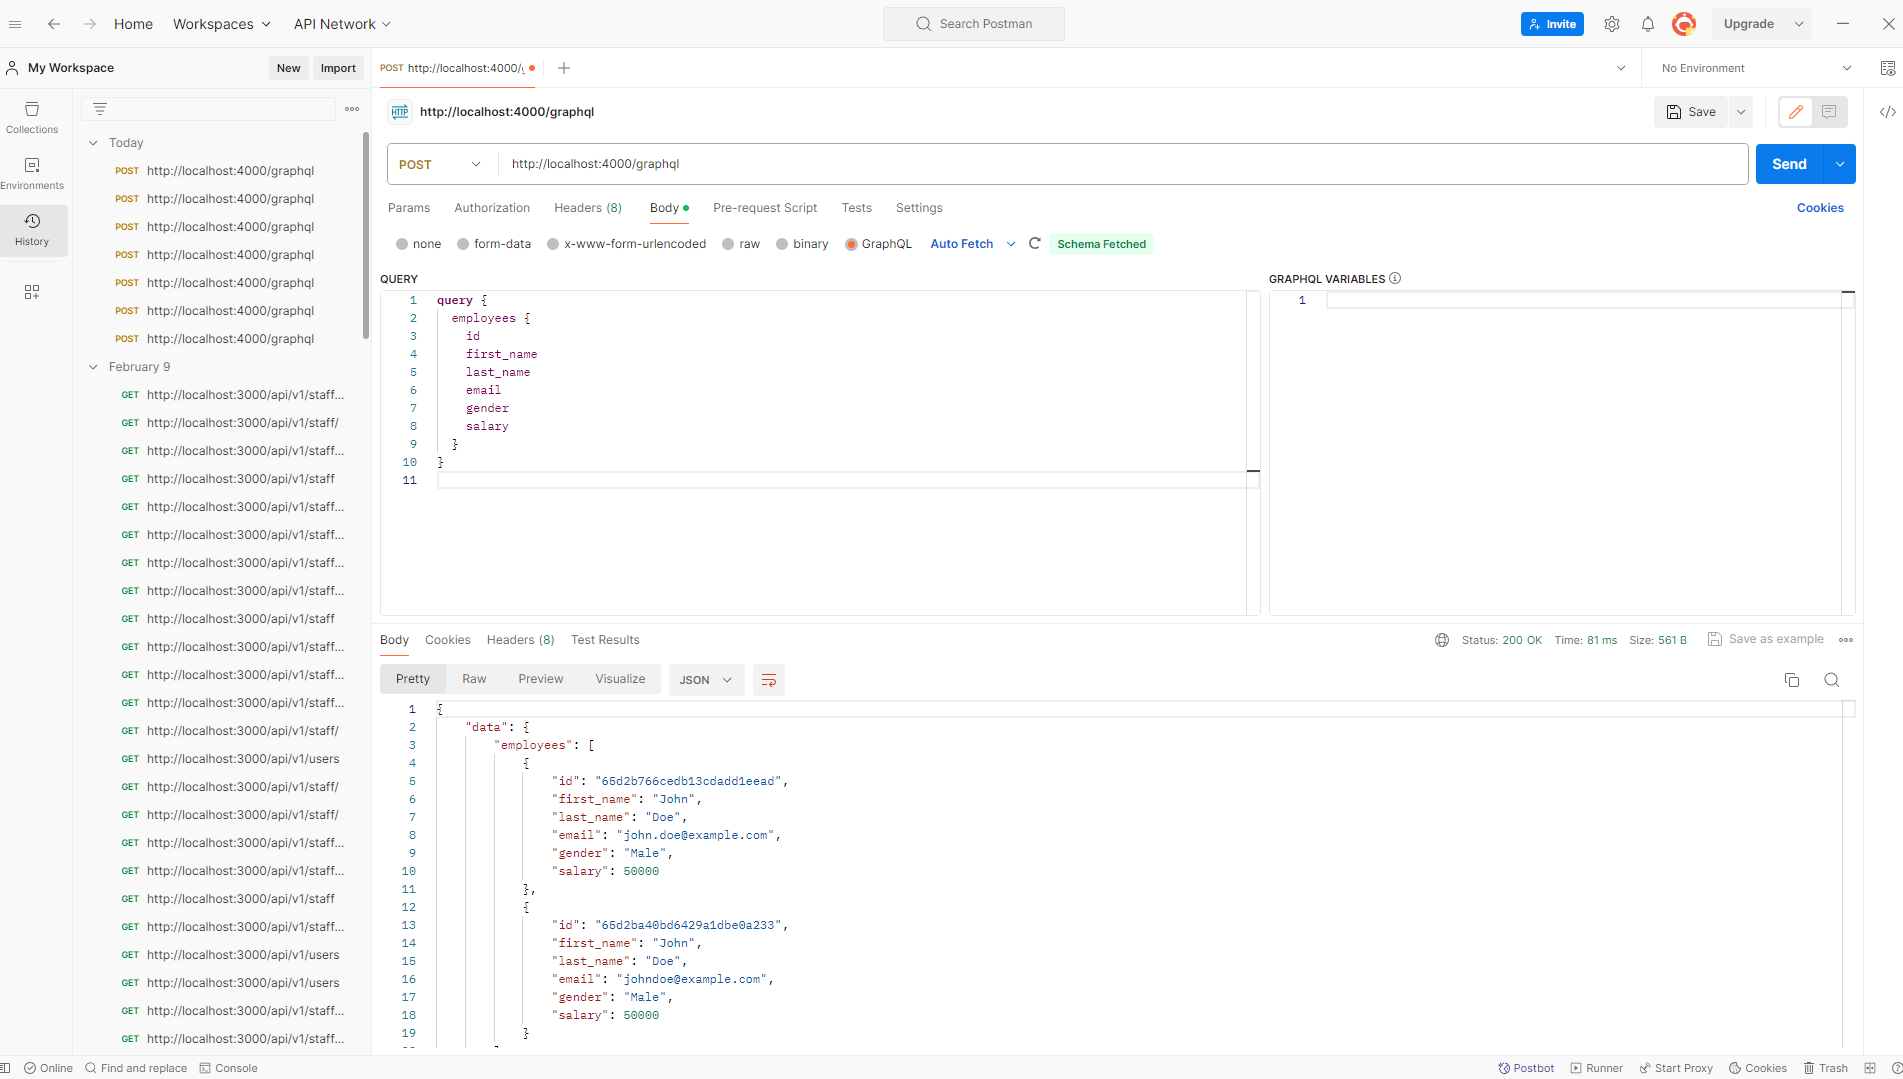 Home
Workspaces
API Network
Search Postman
Invite
Upgrade
My Workspace
New
Import
POST http://localhost:4000/
No Environment
Collections
Environments
History
Today
POST http://localhost:4000/graphql
POST http://localhost:4000/graphql
POST http://localhost:4000/graphql
POST http://localhost:4000/graphql
POST http://localhost:4000/graphql
POST http://localhost:4000/graphql
POST http://localhost:4000/graphql
February 9
GET http://localhost:3000/api/v1/staff...
GET http://localhost:3000/api/v1/staff/
GET http://localhost:3000/api/v1/staff...
GET http://localhost:3000/api/v1/staff
GET http://localhost:3000/api/v1/staff...
GET http://localhost:3000/api/v1/staff...
GET http://localhost:3000/api/v1/staff...
GET http://localhost:3000/api/v1/staff...
GET http://localhost:3000/api/v1/staff
GET http://localhost:3000/api/v1/staff...
GET http://localhost:3000/api/v1/staff...
GET http://localhost:3000/api/v1/staff...
GET http://localhost:3000/api/v1/staff/
GET http://localhost:3000/api/v1/users
GET http://localhost:3000/api/v1/staff/
GET http://localhost:3000/api/v1/staff/
GET http://localhost:3000/api/v1/staff...
GET http://localhost:3000/api/v1/staff...
GET http://localhost:3000/api/v1/staff
GET http://localhost:3000/api/v1/staff...
GET http://localhost:3000/api/v1/users
GET http://localhost:3000/api/v1/users
GET http://localhost:3000/api/v1/staff...
GET http://localhost:3000/api/v1/staff...
HTTP http://localhost:4000/graphql
Save
POST http://localhost:4000/graphql
Send
Params Authorization Headers (8) Body Pre-request Script Tests Settings
Cookies
none form-data x-www-form-urlencoded raw binary GraphQL Auto Fetch Schema Fetched
QUERY
1 query {
2 employees {
3 id
4 first_name
5 last_name
6 email
7 gender
8 salary
9 }
10 }
11
GRAPHQL VARIABLES
1
Body Cookies Headers (8) Test Results
Status: 200 OK Time: 81 ms Size: 561 B Save as example
Pretty Raw Preview Visualize JSON
1 {
2 "data": {
3 "employees": [
4 {
5 "id": "65d2b766cedb13cdadd1eead",
6 "first_name": "John",
7 "last_name": "Doe",
8 "email": "john.doe@example.com",
9 "gender": "Male",
10 "salary": 50000
11 },
12 {
13 "id": "65d2ba40bd6429a1dbe0a233",
14 "first_name": "John",
15 "last_name": "Doe",
16 "email": "johndoe@example.com",
17 "gender": "Male",
18 "salary": 50000
19 }
Online Find and replace Console
Postbot Runner Start Proxy Cookies Trash